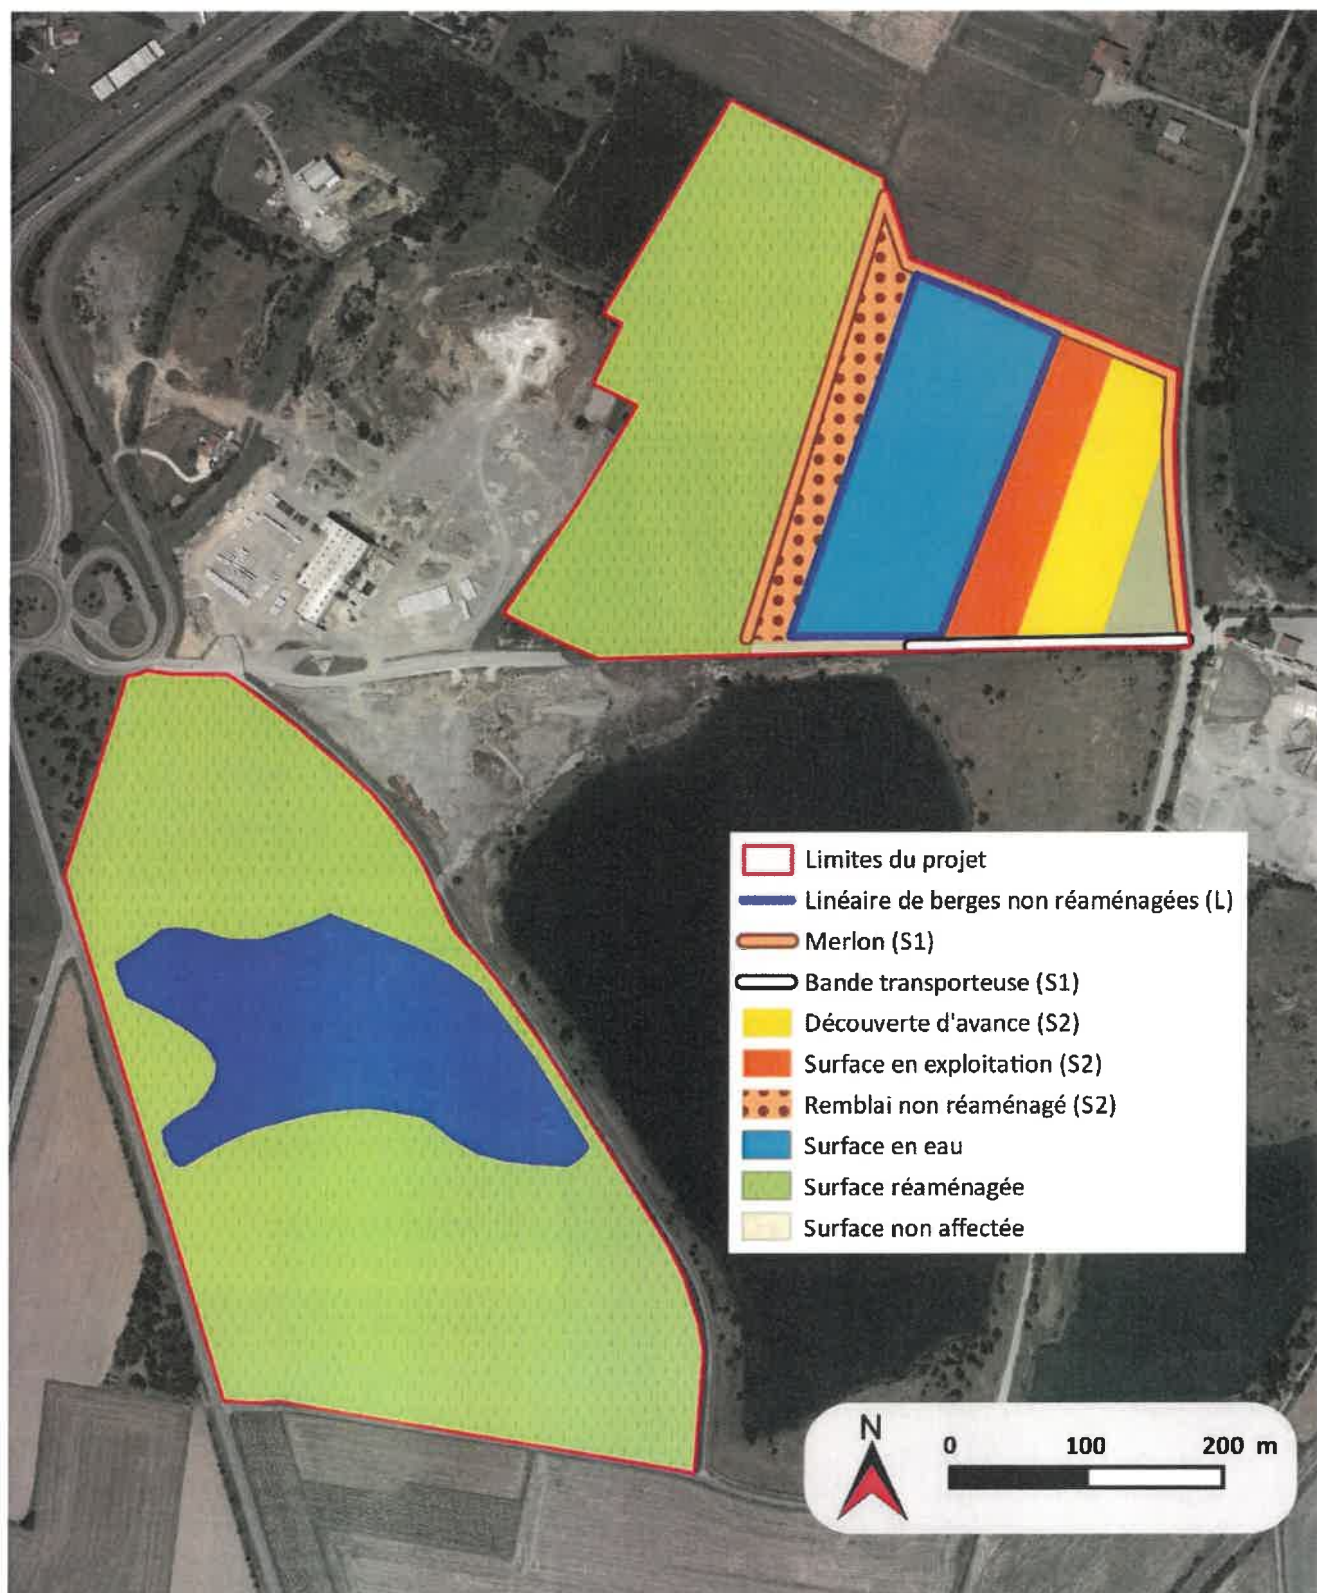 Limites du projet
Linéaire de berges non réaménagées (L)
Merlon (S1)
Bande transporteuse (S1)
Découverte d'avance (S2)
Surface en exploitation (S2)
Remblai non réaménagé (S2)
Surface en eau
Surface réaménagée
Surface non affectée
N
0 100 200 m